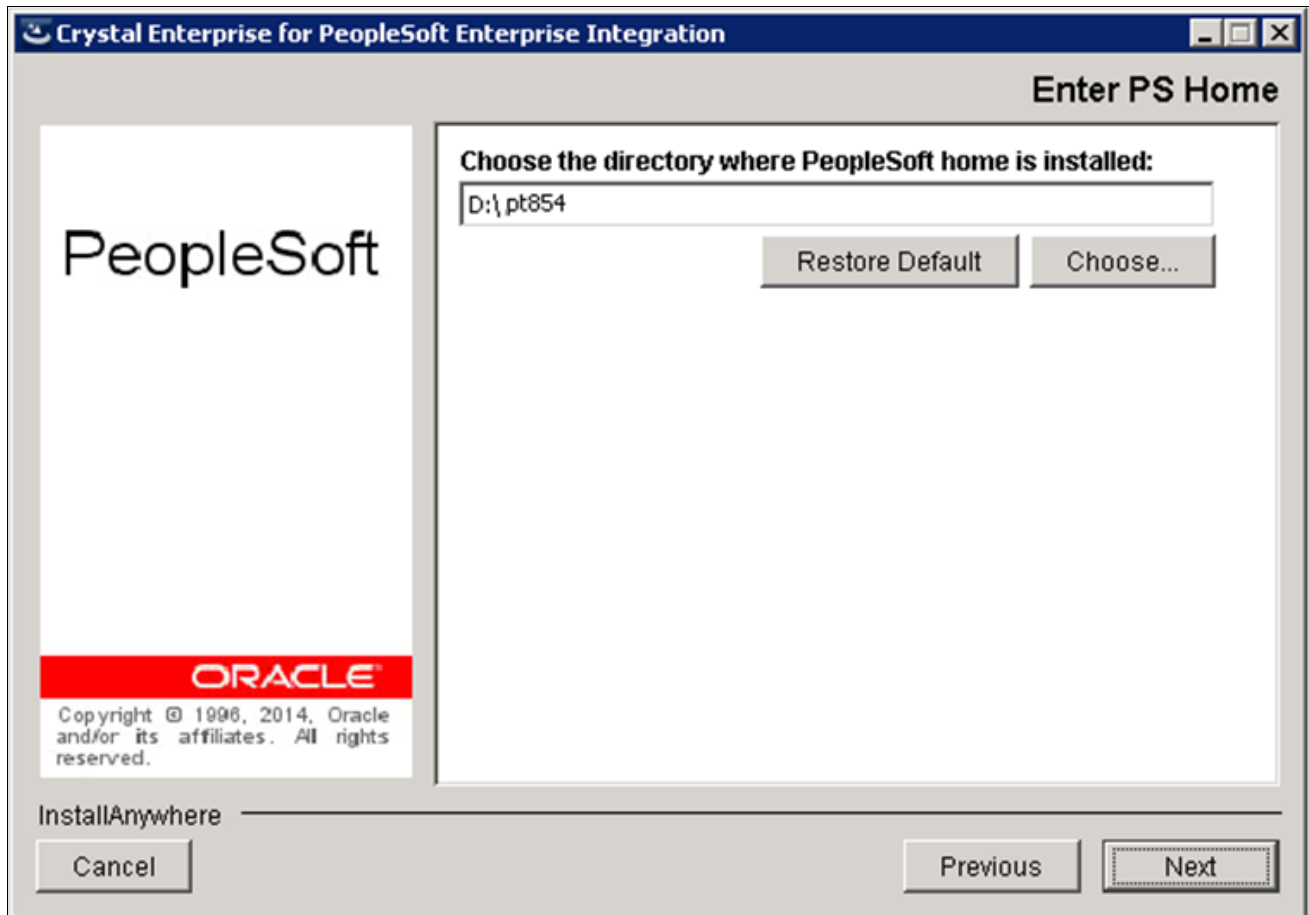 Crystal Enterprise for PeopleSoft Enterprise Integration
Enter PS Home
Choose the directory where PeopleSoft home is installed:
D:\pt854
Restore Default
Choose...
PeopleSoft
ORACLE
Copyright © 1996, 2014, Oracle
and/or its affiliates. All rights
reserved.
InstallAnywhere
Cancel
Previous
Next